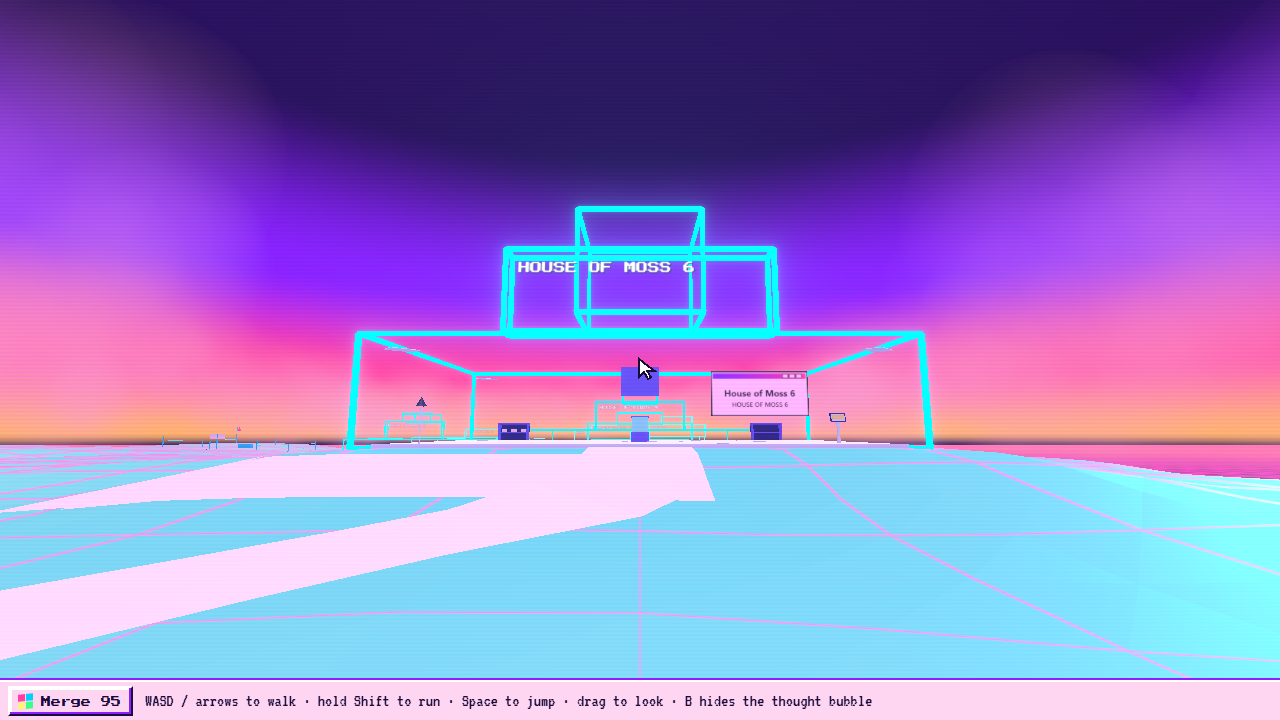 HOUSE OF MOSS 6
House of Moss 6
HOUSE OF MOSS 6
Merge 95
WASD / arrows to walk · hold Shift to run · Space to jump · drag to look · B hides the thought bubble